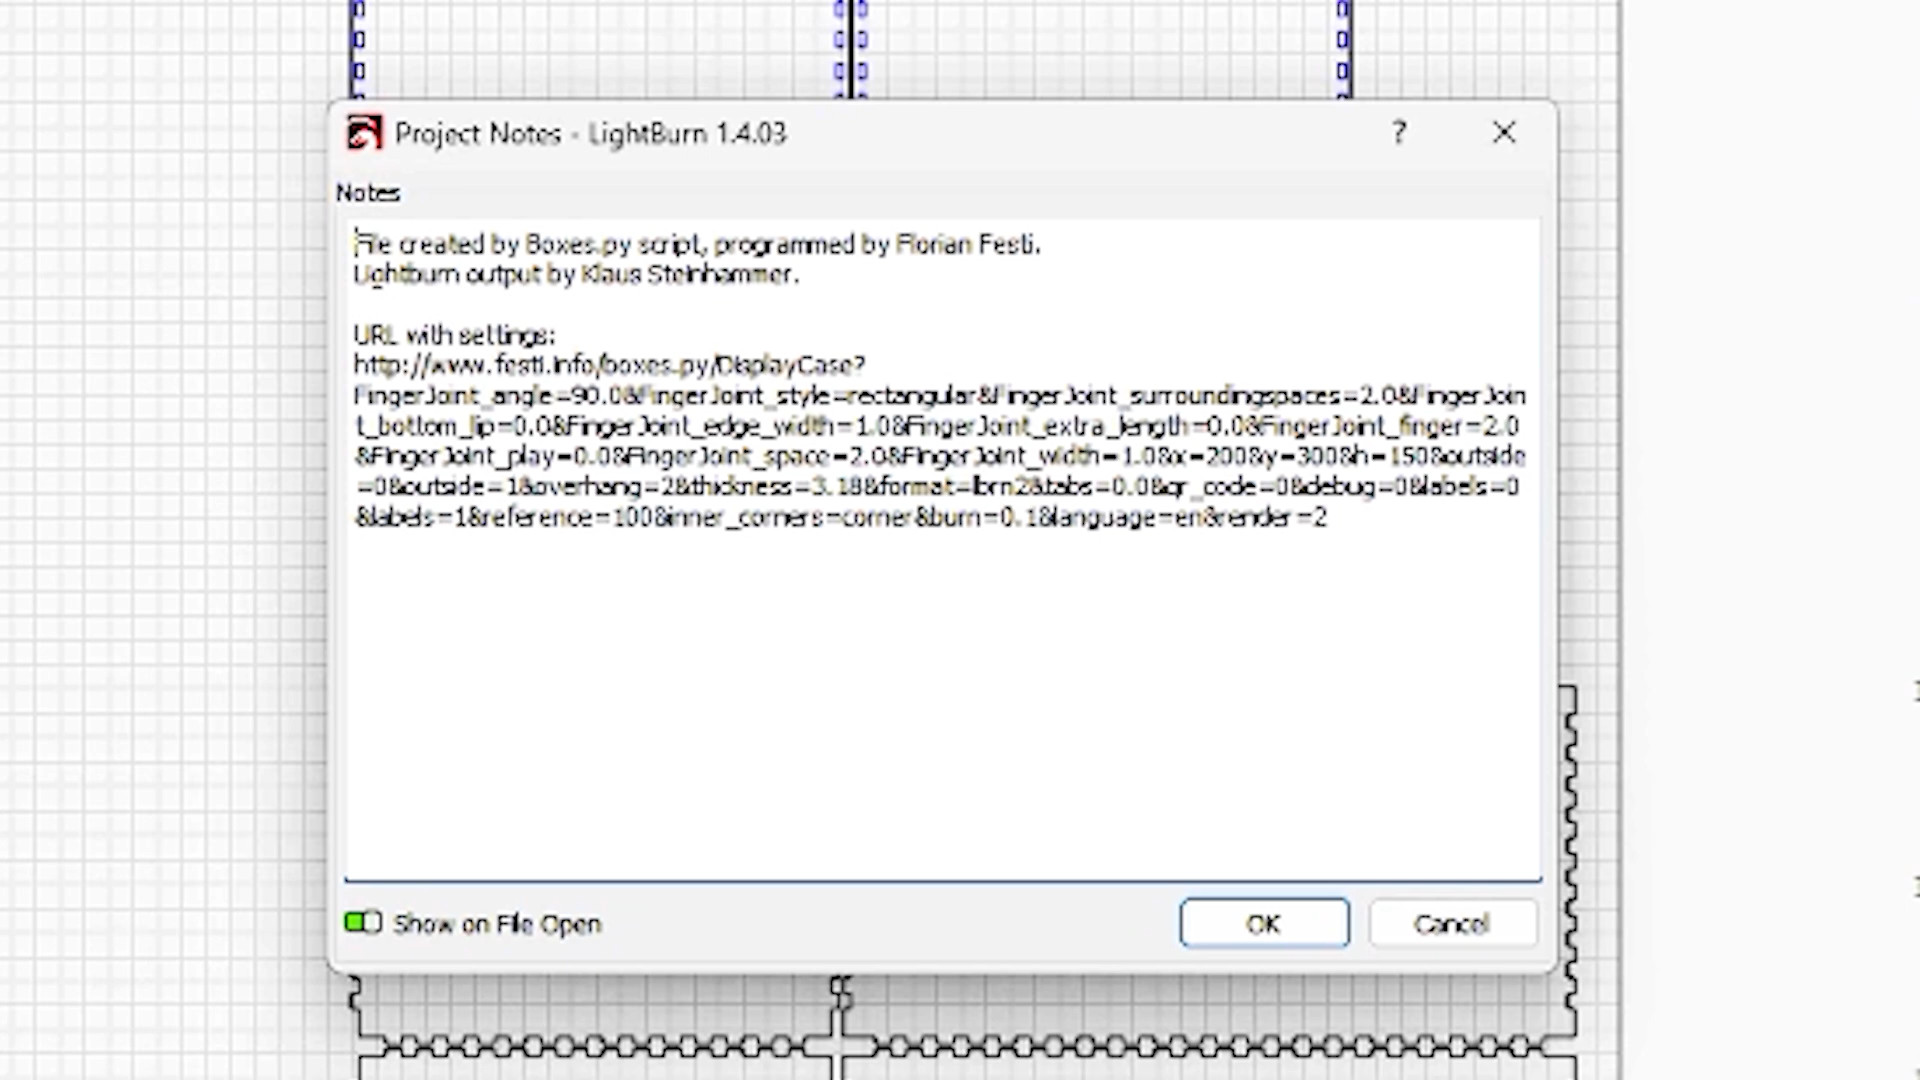 Project Notes - LightBurn 1.4.03
?
Notes
File created by Boxes.py script, programmed by Florian Festi.
Lightburn output by Klaus Steinhammer.
URL with settings:
http://www.festi.info/boxes.py/DisplayCase?
FingerJoint_angle=90.0&FingerJoint_style=rectangular&FingerJoint_surroundingspaces=2.0&FingerJoin
t_bottom_lip=0.0&FingerJoint_edge_width=1.0&FingerJoint_extra_length=0.0&FingerJoint_finger=2.0
&FingerJoint_play=0.0&FingerJoint_space=2.0&FingerJoint_width=1.0&x=200&y=300&h=150&outside
=0&outside=1&overhang=2&thickness=3.18&format=lbrn2&tabs=0.0&qr_code=0&debug=0&labels=0
&labels=1&reference=100&inner_corners=corner&burn=0.1&language=en&render=2
Show on File Open
OK
Cancel